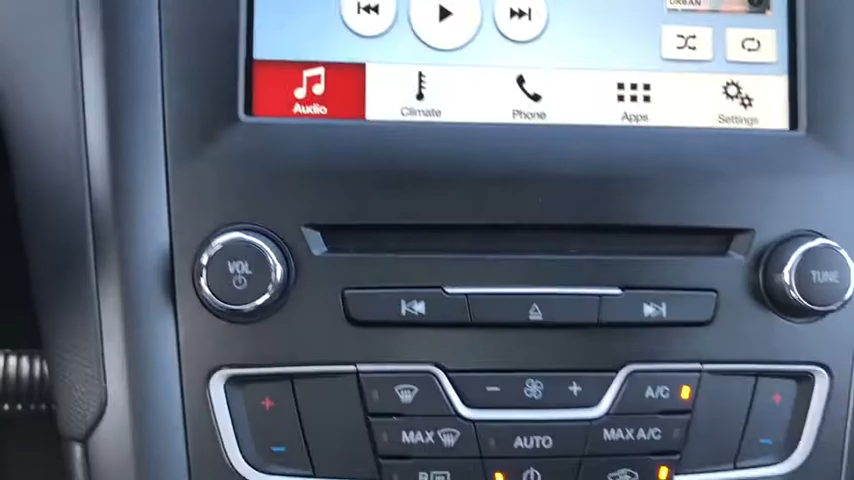 URBAN
Audio
Climate
Phone
Apps
Settings
VOL
TUNE
A/C
MAX
AUTO
MAX A/C
R